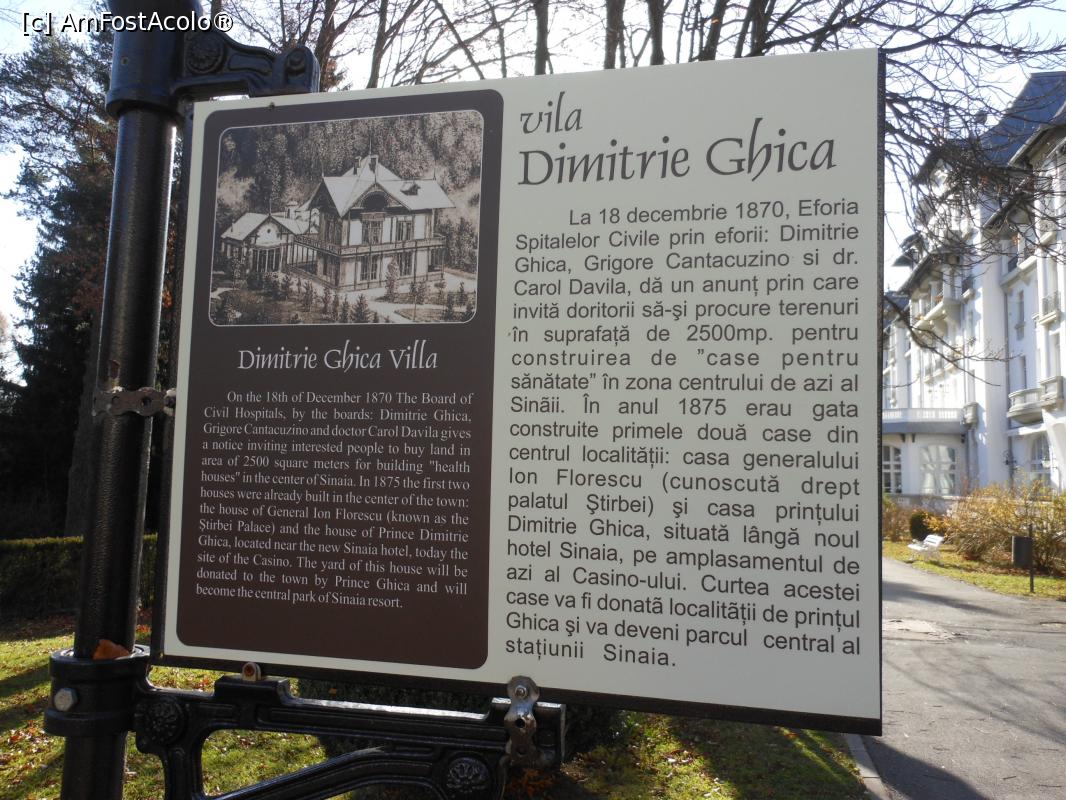 [c] AmFostAcolo®
Dimitrie Ghica Villa
On the 18th of December 1870 The Board of
Civil Hospitals, by the boards: Dimitrie Ghica,
Grigore Cantacuzino and doctor Carol Davila gives
a notice inviting interested people to buy land in
area of 2500 square meters for building "health
houses" in the center of Sinaia. In 1875 the first two
houses were already built in the center of the town:
the house of General Ion Florescu (known as the
Ştirbei Palace) and the house of Prince Dimitrie
Ghica, located near the new Sinaia hotel, today the
site of the Casino. The yard of this house will be
donated to the town by Prince Ghica and will
become the central park of Sinaia resort.
vila
Dimitrie Ghica
La 18 decembrie 1870, Eforia
Spitalelor Civile prin eforii: Dimitrie
Ghica, Grigore Cantacuzino si dr.
Carol Davila, dă un anunţ prin care
invită doritorii să-şi procure terenuri
în suprafaţă de 2500mp. pentru
construirea de "case pentru
sănătate" în zona centrului de azi al
Sinăii. În anul 1875 erau gata
construite primele două case din
centrul localităţii: casa generalului
Ion Florescu (cunoscută drept
palatul Ştirbei) şi casa prinţului
Dimitrie Ghica, situată lângă noul
hotel Sinaia, pe amplasamentul de
azi al Casino-ului. Curtea acestei
case va fi donată localităţii de prinţul
Ghica şi va deveni parcul central al
staţiunii Sinaia.